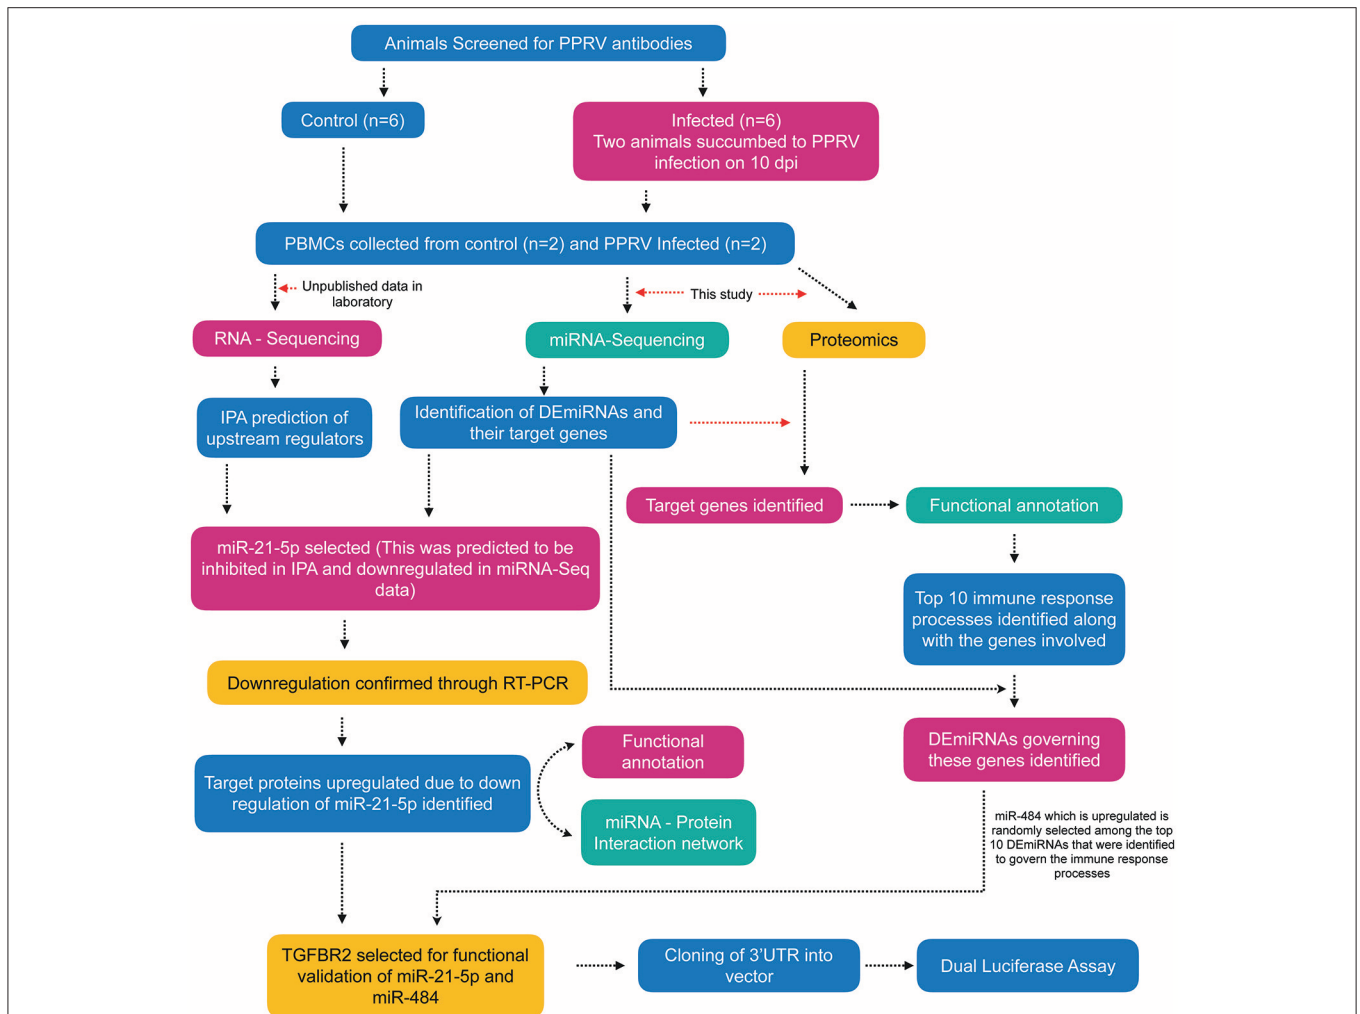 Animals Screened for PPRV antibodies
Control (n=6)
Infected (n=6)
Two animals succumbed to PPRV
infection on 10 dpi
PBMCs collected from control (n=2) and PPRV Infected (n=2)
Unpublished data in
laboratory
This study
RNA - Sequencing
miRNA-Sequencing
Proteomics
IPA prediction of
upstream regulators
Identification of DEmiRNAs and
their target genes
Target genes identified
Functional annotation
miR-21-5p selected (This was predicted to be
inhibited in IPA and downregulated in miRNA-Seq
data)
Top 10 immune response
processes identified along
with the genes involved
Downregulation confirmed through RT-PCR
Functional
annotation
DEmiRNAs governing
these genes identified
Target proteins upregulated due to down
regulation of miR-21-5p identified
miRNA - Protein
Interaction network
miR-484 which is upregulated is
randomly selected among the top
10 DEmiRNAs that were identified
to govern the immune response
processes
TGFBR2 selected for functional
validation of miR-21-5p and
miR-484
Cloning of 3'UTR into
vector
Dual Luciferase Assay